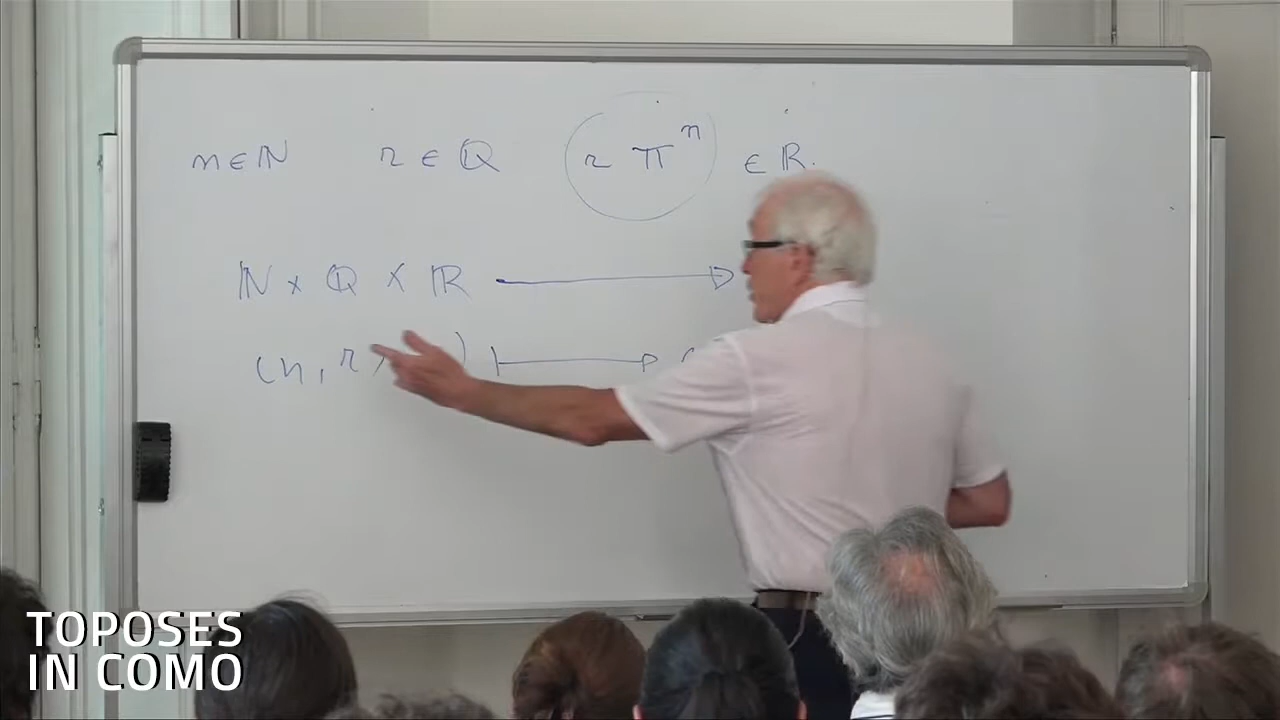 n ∈ ℕ r ∈ ℚ r π^n ∈ ℝ.
ℕ × ℚ × ℝ ⟶
(n, r, ) ⟼ (
TOPOSES
IN COMO